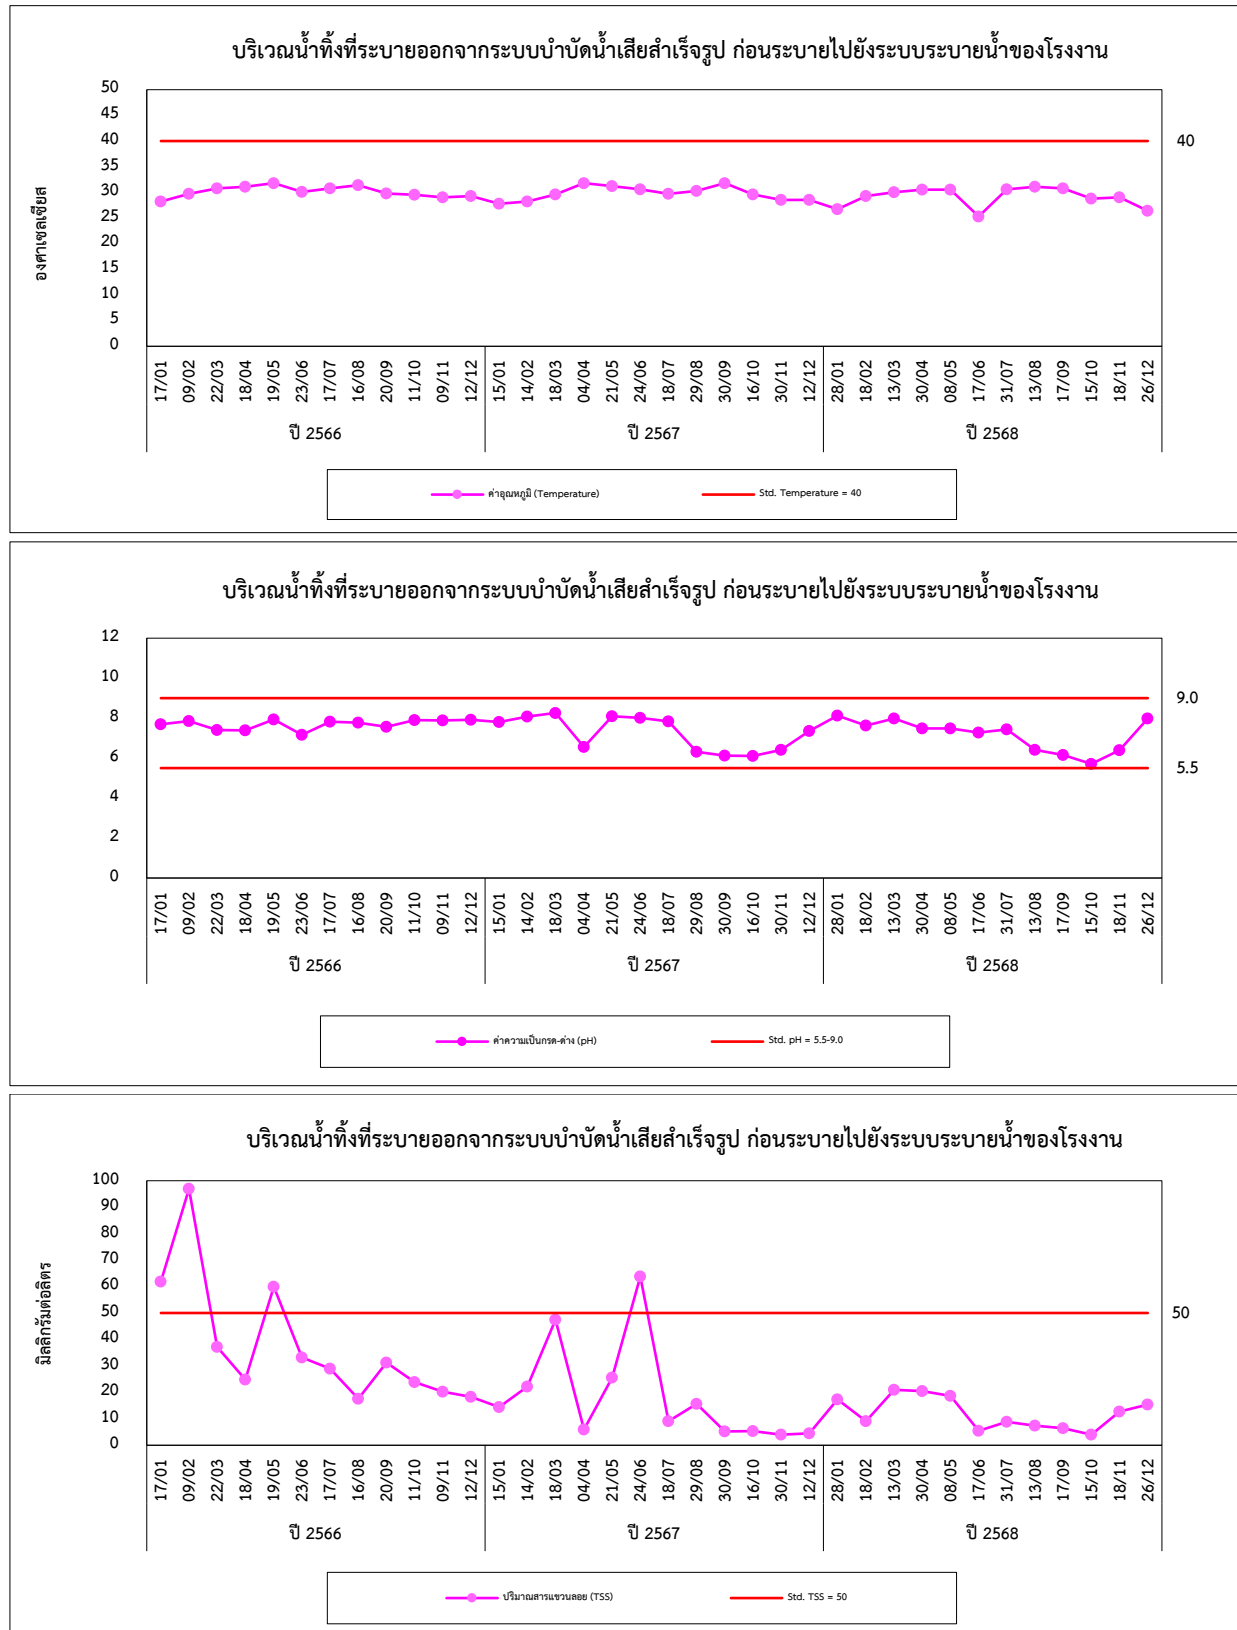 บริเวณน้ำทิ้งที่ระบายออกจากระบบบำบัดน้ำเสียสำเร็จรูป ก่อนระบายไปยังระบบระบายน้ำของโรงงาน
50
45
40
35
30
25
20
15
10
5
0
องศาเซลเซียส
40
17/01 09/02 22/03 18/04 19/05 23/06 17/07 16/08 20/09 11/10 09/11 12/12 15/01 14/02 18/03 04/04 21/05 24/06 18/07 29/08 30/09 16/10 30/11 12/12 28/01 18/02 13/03 30/04 08/05 17/06 31/07 13/08 17/09 15/10 18/11 26/12
ปี 2566 ปี 2567 ปี 2568
ค่าอุณหภูมิ (Temperature) Std. Temperature = 40
บริเวณน้ำทิ้งที่ระบายออกจากระบบบำบัดน้ำเสียสำเร็จรูป ก่อนระบายไปยังระบบระบายน้ำของโรงงาน
12
10
8
6
4
2
0
9.0
5.5
17/01 09/02 22/03 18/04 19/05 23/06 17/07 16/08 20/09 11/10 09/11 12/12 15/01 14/02 18/03 04/04 21/05 24/06 18/07 29/08 30/09 16/10 30/11 12/12 28/01 18/02 13/03 30/04 08/05 17/06 31/07 13/08 17/09 15/10 18/11 26/12
ปี 2566 ปี 2567 ปี 2568
ค่าความเป็นกรด-ด่าง (pH) Std. pH = 5.5-9.0
บริเวณน้ำทิ้งที่ระบายออกจากระบบบำบัดน้ำเสียสำเร็จรูป ก่อนระบายไปยังระบบระบายน้ำของโรงงาน
100
90
80
70
60
50
40
30
20
10
0
มิลลิกรัมต่อลิตร
50
17/01 09/02 22/03 18/04 19/05 23/06 17/07 16/08 20/09 11/10 09/11 12/12 15/01 14/02 18/03 04/04 21/05 24/06 18/07 29/08 30/09 16/10 30/11 12/12 28/01 18/02 13/03 30/04 08/05 17/06 31/07 13/08 17/09 15/10 18/11 26/12
ปี 2566 ปี 2567 ปี 2568
ปริมาณสารแขวนลอย (TSS) Std. TSS = 50